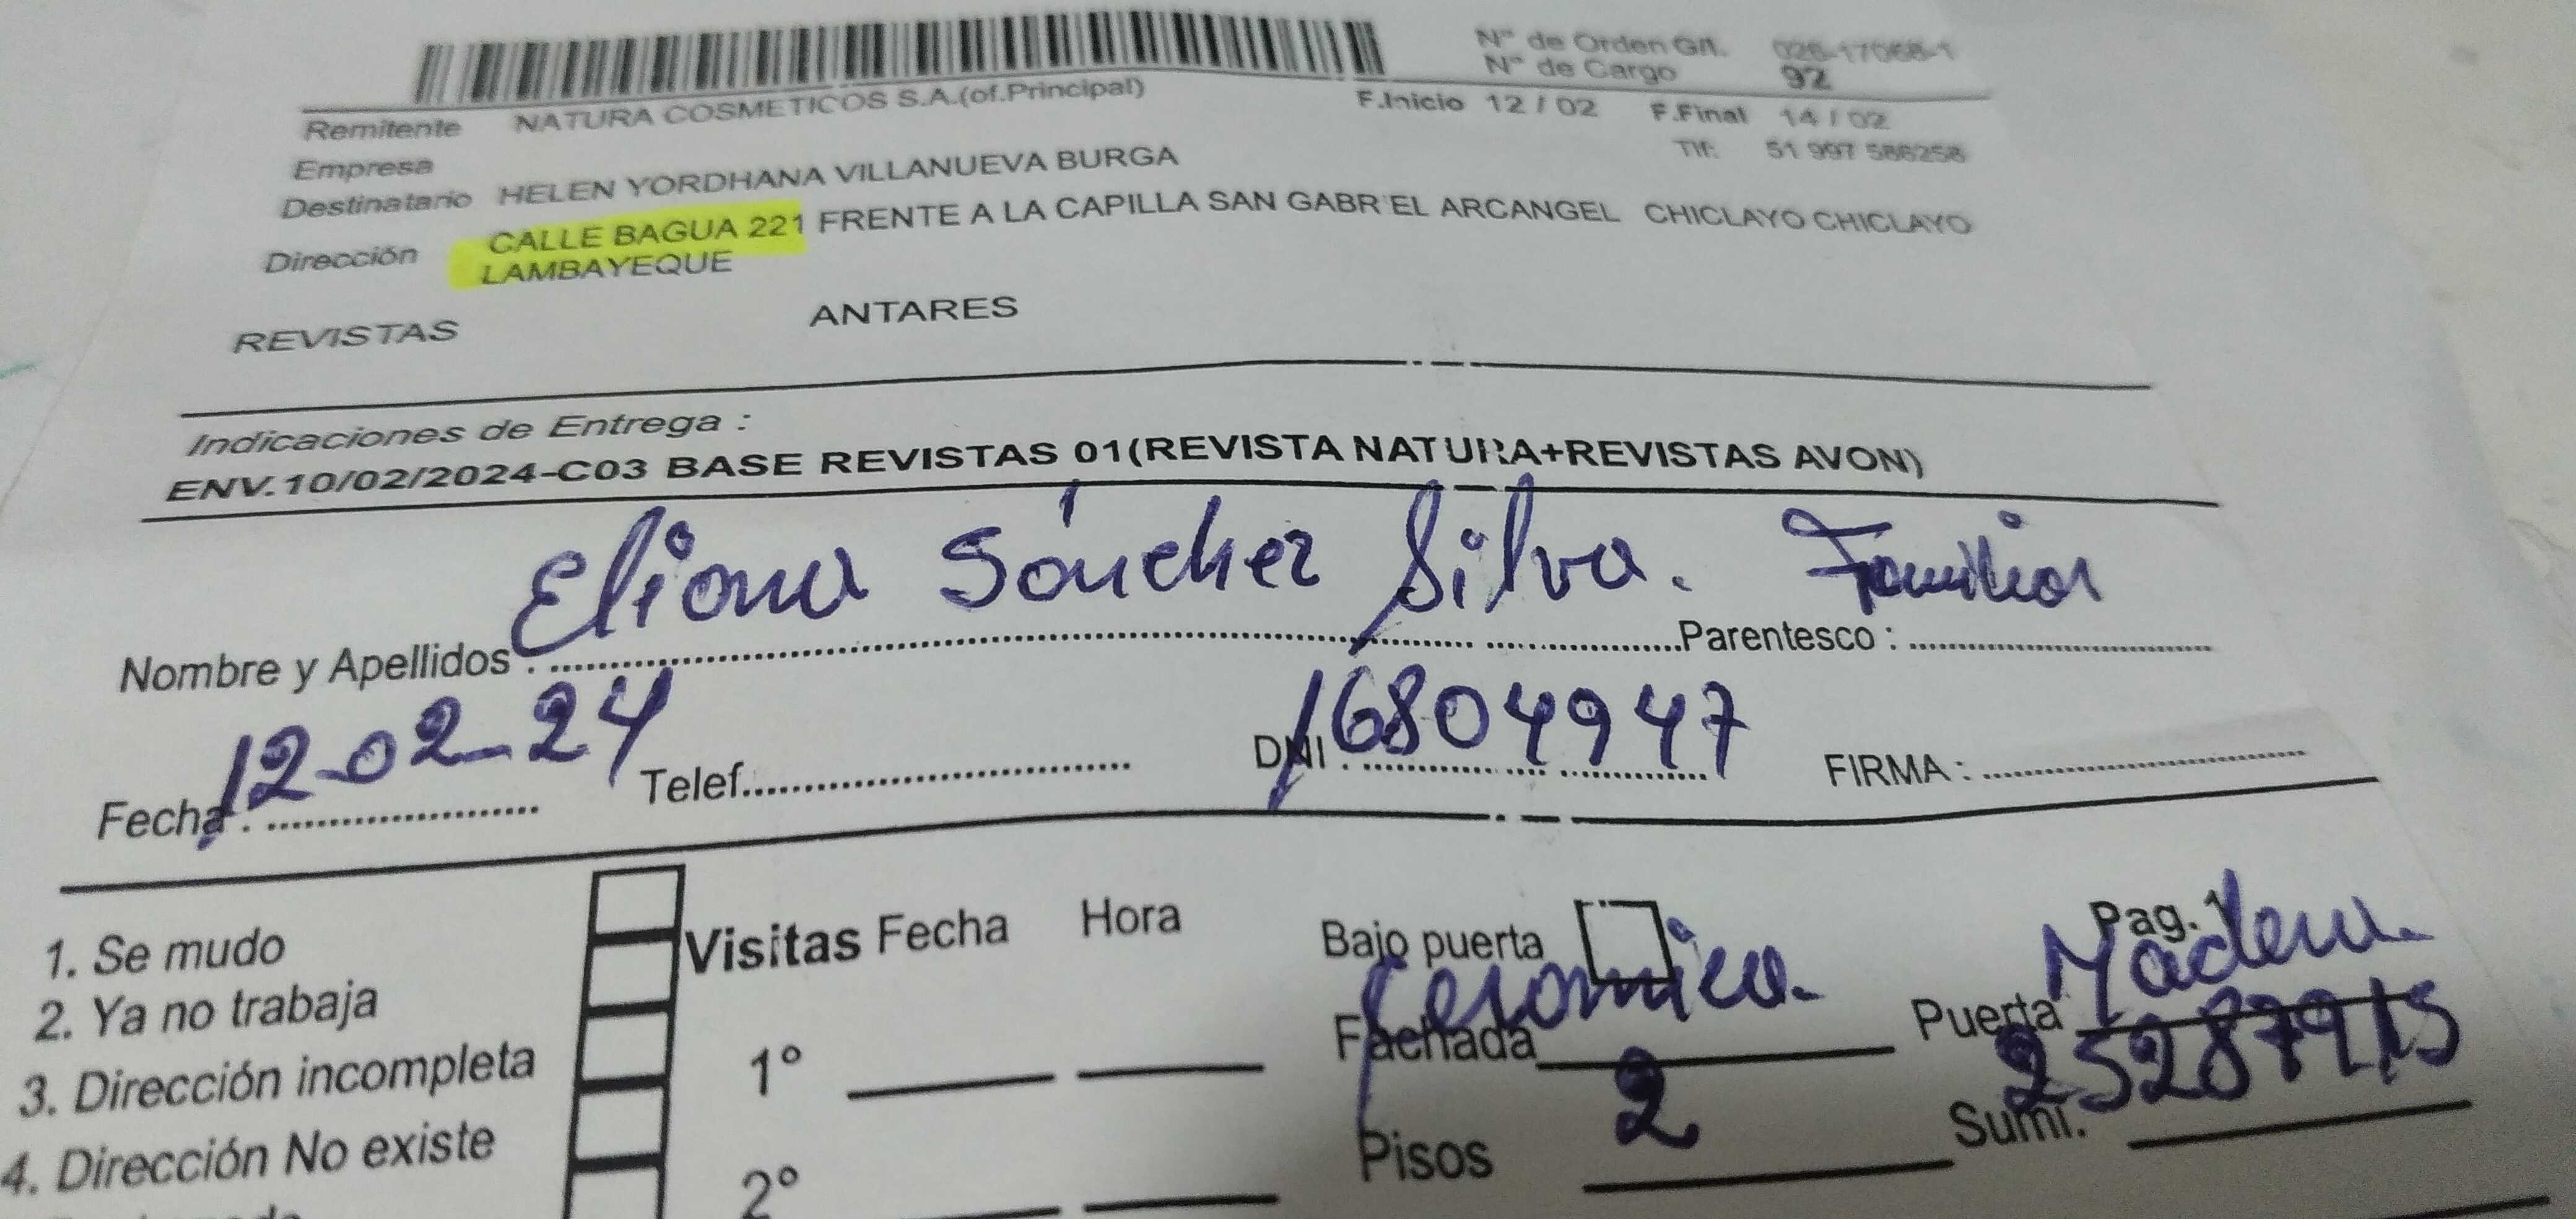 N° de Orden G/1. 026-17068-1
N° de Cargo 92
Remitente NATURA COSMETICOS S.A.(of.Principal) F.Inicio 12 / 02 F.Final 14 / 02
Empresa Tlf: 51 997 586258
Destinatario HELEN YORDHANA VILLANUEVA BURGA
Dirección CALLE BAGUA 221 FRENTE A LA CAPILLA SAN GABRIEL ARCANGEL CHICLAYO CHICLAYO
LAMBAYEQUE
REVISTAS ANTARES
Indicaciones de Entrega :
ENV.10/02/2024-C03 BASE REVISTAS 01(REVISTA NATURA+REVISTAS AVON)
Nombre y Apellidos : Eliana Sánchez Silva. Parentesco : Familiar
Fecha : 12-02-24 Telef. DNI : 16804947 FIRMA :
Pag. 1
1. Se mudo Visitas Fecha Hora Bajo puerta
2. Ya no trabaja Fachada Ceramica. Puerta Madera.
3. Dirección incompleta 1° Pisos 2 Sumi.
4. Dirección No existe 2°